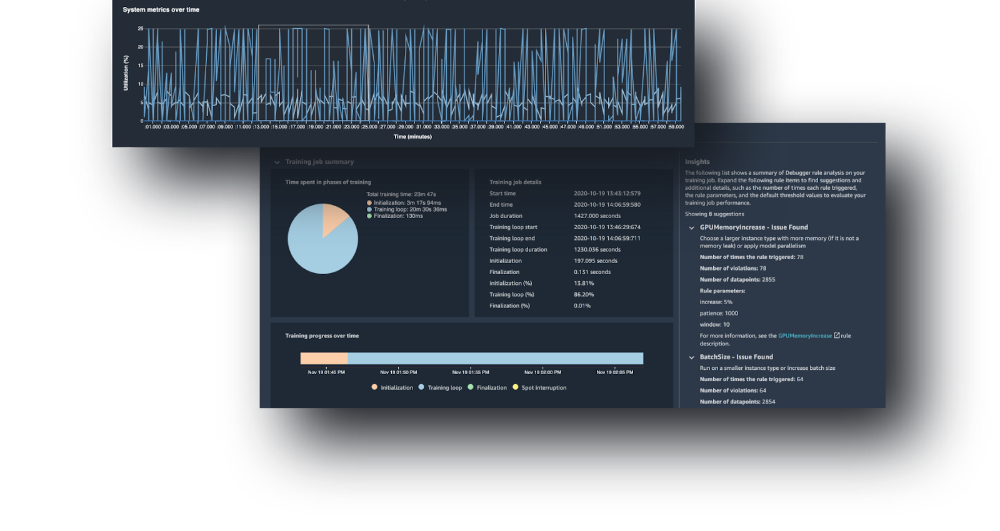 System metrics over time
Utilization (%)
25
20
15
10
5
0
:01.000 :03.000 :05.000 :07.000 :09.000 :11.000 :13.000 :15.000 :17.000 :19.000 :21.000 :23.000 :25.000 :27.000 :29.000 :31.000 :33.000 :35.000 :37.000 :39.000 :41.000 :43.000 :45.000 :47.000 :49.000 :51.000 :53.000 :55.000 :57.000 :59.000
Time (minutes)
Training job summary
Time spent in phases of training
Total training time: 23m 47s
Initialization: 3m 17s 94ms
Training loop: 20m 30s 36ms
Finalization: 130ms
Training job details
Start time 2020-10-19 13:43:12:579
End time 2020-10-19 14:06:59:580
Job duration 1427.000 seconds
Training loop start 2020-10-19 13:46:29:674
Training loop end 2020-10-19 14:06:59:711
Training loop duration 1230.036 seconds
Initialization 197.095 seconds
Finalization 0.131 seconds
Initialization (%) 13.81%
Training loop (%) 86.20%
Finalization (%) 0.01%
Training progress over time
Nov 19 01:45 PM Nov 19 01:50 PM Nov 19 01:55 PM Nov 19 02:00 PM Nov 19 02:05 PM
Initialization Training loop Finalization Spot interruption
Insights
The following list shows a summary of Debugger rule analysis on your
training job. Expand the following rule items to find suggestions and
additional details, such as the number of times each rule triggered,
the rule parameters, and the default threshold values to evaluate your
training job performance.
Showing 8 suggestions
GPUMemoryIncrease - Issue Found
Choose a larger instance type with more memory (if it is not a
memory leak) or apply model parallelism
Number of times the rule triggered: 78
Number of violations: 78
Number of datapoints: 2855
Rule parameters:
increase: 5%
patience: 1000
window: 10
For more information, see the GPUMemoryIncrease rule
description.
BatchSize - Issue Found
Run on a smaller instance type or increase batch size
Number of times the rule triggered: 64
Number of violations: 64
Number of datapoints: 2854